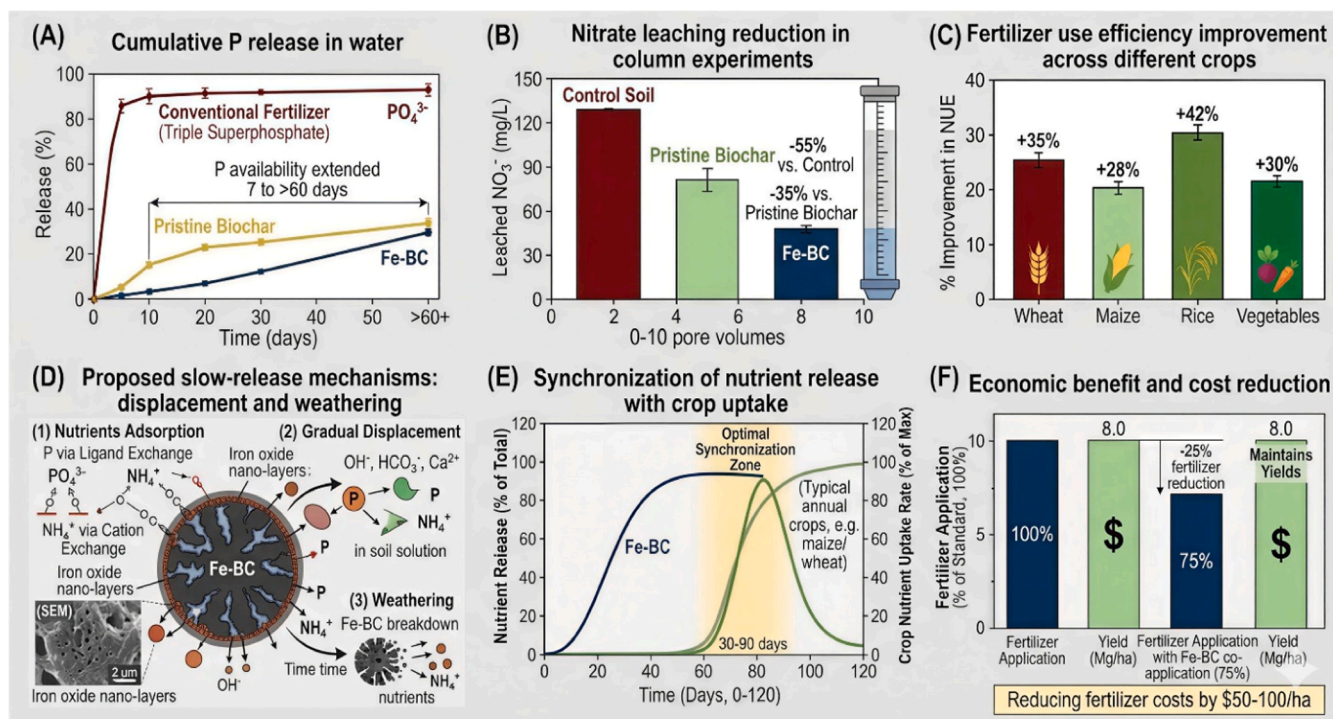 (A) Cumulative P release in water
100
80
60
40
20
0
Release (%)
Conventional Fertilizer
(Triple Superphosphate)
PO₄³⁻
P availability extended
7 to >60 days
Pristine Biochar
Fe-BC
0 10 20 30 40 50 >60+
Time (days)
(B) Nitrate leaching reduction in
column experiments
150
120
90
60
30
0
Leached NO₃⁻ (mg/L)
Control Soil
Pristine Biochar
-55%
vs. Control
-35% vs.
Pristine Biochar
Fe-BC
0 2 4 6 8 10
0-10 pore volumes
(C) Fertilizer use efficiency improvement
across different crops
40
30
20
10
0
% Improvement in NUE
+35%
+28%
+42%
+30%
Wheat Maize Rice Vegetables
(D) Proposed slow-release mechanisms:
displacement and weathering
(1) Nutrients Adsorption
P via Ligand Exchange
PO₄³⁻
NH₄⁺
NH₄⁺ via Cation
Exchange
Iron oxide
nano-layers
Iron oxide
nano-layers
Fe-BC
(2) Gradual Displacement
OH⁻, HCO₃⁻, Ca²⁺
P
P
NH₄⁺
in soil solution
P
P
NH₄⁺
(3) Weathering
Fe-BC breakdown
Time time
NH₄⁺
NH₄⁺
nutrients
OH⁻
(SEM)
2 um
Iron oxide nano-layers
(E) Synchronization of nutrient release
with crop uptake
120
100
80
60
40
20
0
Nutrient Release (% of Total)
Optimal
Synchronization
Zone
Fe-BC
(Typical
annual
crops, e.g.
maize/
wheat)
30-90 days
120
100
80
60
40
20
0
Crop Nutrient Uptake Rate (% of Max)
0 20 40 60 80 100 120
Time (Days, 0-120)
(F) Economic benefit and cost reduction
10
5
0
Fertilizer Application
(% of Standard, 100%)
8.0
8.0
-25%
fertilizer
reduction
Maintains
Yields
100%
$
75%
$
Fertilizer
Application
Yield
(Mg/ha)
Fertilizer Application
with Fe-BC co-
application (75%)
Yield
(Mg/ha)
Reducing fertilizer costs by $50-100/ha